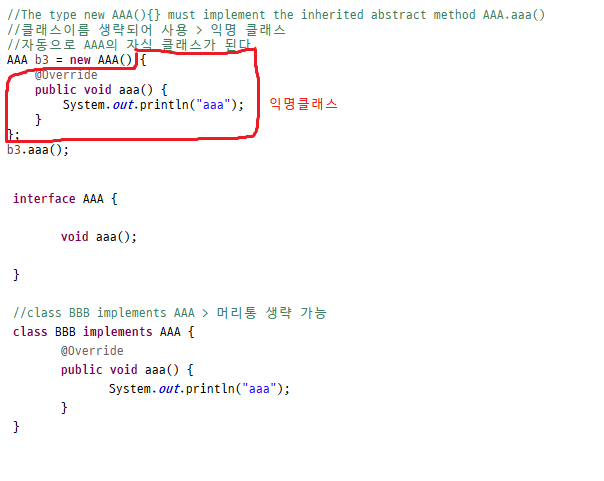 //The type new AAA(){} must implement the inherited abstract method AAA.aaa()
//클래스이름 생략되어 사용 > 익명 클래스
//자동으로 AAA의 자식 클래스가 된다
AAA b3 = new AAA() {
@Override
public void aaa() {
System.out.println("aaa");
}
};
b3.aaa();
익명클래스
interface AAA {
void aaa();
}
//class BBB implements AAA > 머리통 생략 가능
class BBB implements AAA {
@Override
public void aaa() {
System.out.println("aaa");
}
}